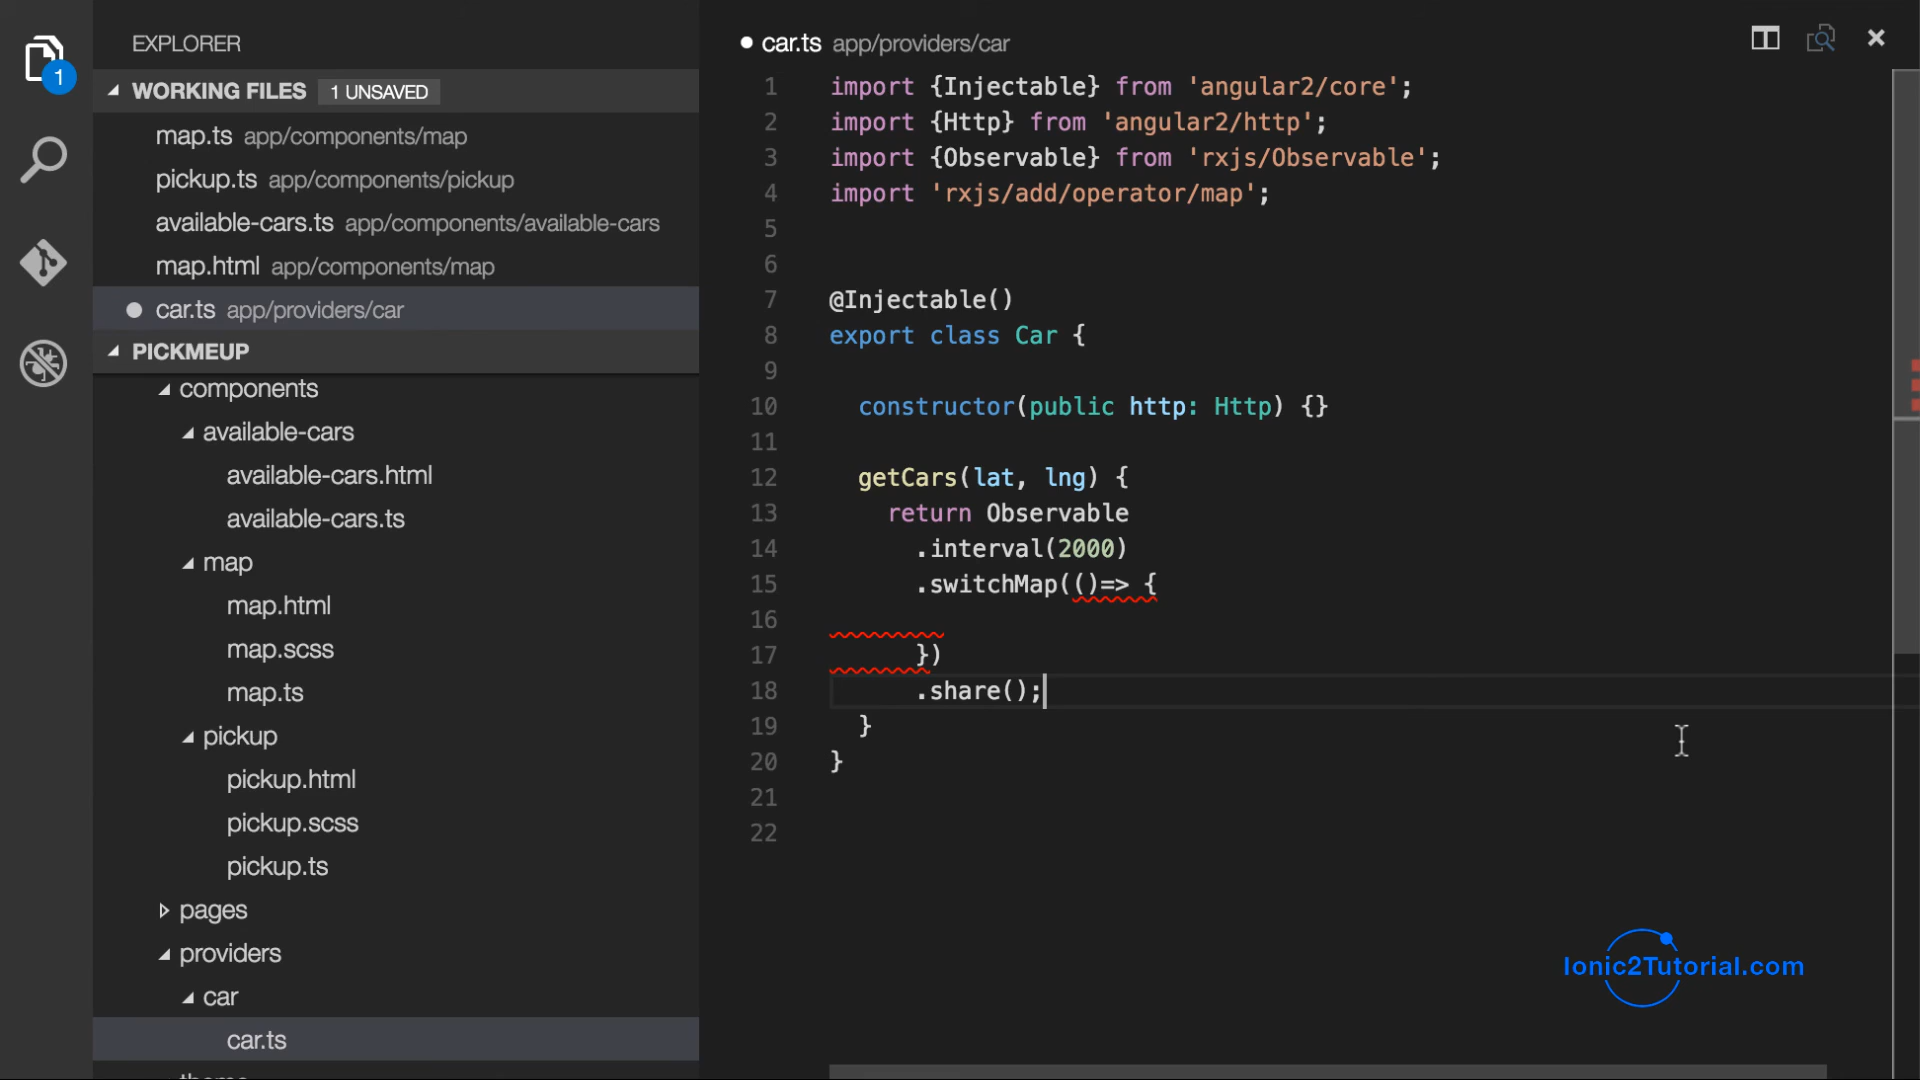 EXPLORER
WORKING FILES 1 UNSAVED
map.ts app/components/map
pickup.ts app/components/pickup
available-cars.ts app/components/available-cars
map.html app/components/map
car.ts app/providers/car
PICKMEUP
components
available-cars
available-cars.html
available-cars.ts
map
map.html
map.scss
map.ts
pickup
pickup.html
pickup.scss
pickup.ts
pages
providers
car
car.ts
1
car.ts app/providers/car
1 import {Injectable} from 'angular2/core';
2 import {Http} from 'angular2/http';
3 import {Observable} from 'rxjs/Observable';
4 import 'rxjs/add/operator/map';
5
6
7 @Injectable()
8 export class Car {
9
10 constructor(public http: Http) {}
11
12 getCars(lat, lng) {
13 return Observable
14 .interval(2000)
15 .switchMap(()=> {
16
17 })
18 .share();
19 }
20 }
21
22
Ionic2Tutorial.com